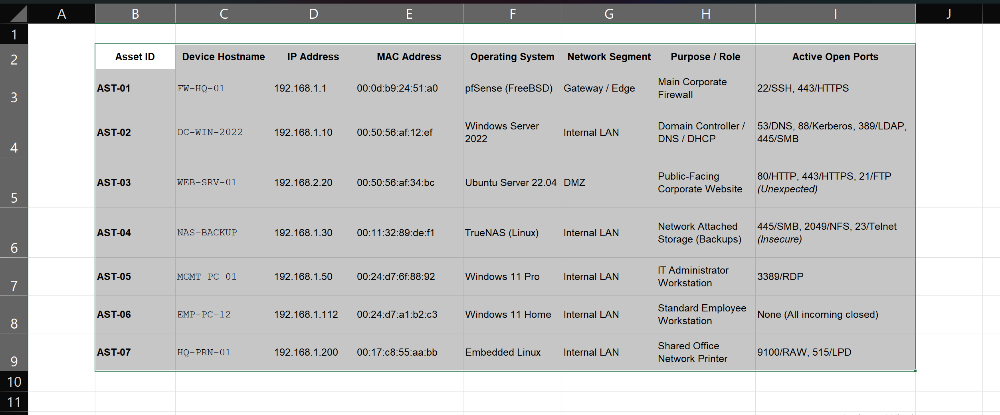 A B C D E F G H I J
1
2 Asset ID Device Hostname IP Address MAC Address Operating System Network Segment Purpose / Role Active Open Ports
3 AST-01 FW-HQ-01 192.168.1.1 00:0d:b9:24:51:a0 pfSense (FreeBSD) Gateway / Edge Main Corporate
Firewall 22/SSH, 443/HTTPS
4 AST-02 DC-WIN-2022 192.168.1.10 00:50:56:af:12:ef Windows Server
2022 Internal LAN Domain Controller /
DNS / DHCP 53/DNS, 88/Kerberos, 389/LDAP,
445/SMB
5 AST-03 WEB-SRV-01 192.168.2.20 00:50:56:af:34:bc Ubuntu Server 22.04 DMZ Public-Facing
Corporate Website 80/HTTP, 443/HTTPS, 21/FTP
(Unexpected)
6 AST-04 NAS-BACKUP 192.168.1.30 00:11:32:89:de:f1 TrueNAS (Linux) Internal LAN Network Attached
Storage (Backups) 445/SMB, 2049/NFS, 23/Telnet
(Insecure)
7 AST-05 MGMT-PC-01 192.168.1.50 00:24:d7:6f:88:92 Windows 11 Pro Internal LAN IT Administrator
Workstation 3389/RDP
8 AST-06 EMP-PC-12 192.168.1.112 00:24:d7:a1:b2:c3 Windows 11 Home Internal LAN Standard Employee
Workstation None (All incoming closed)
9 AST-07 HQ-PRN-01 192.168.1.200 00:17:c8:55:aa:bb Embedded Linux Internal LAN Shared Office
Network Printer 9100/RAW, 515/LPD
10
11